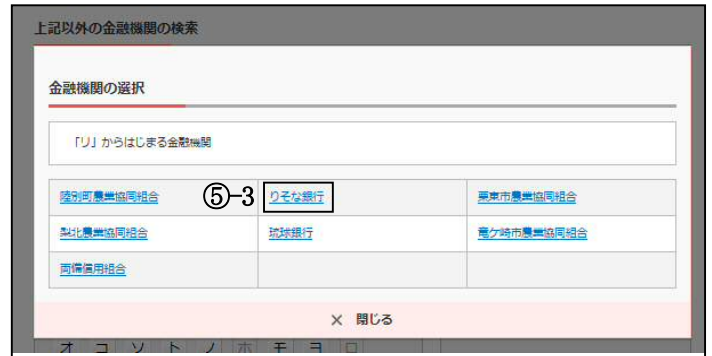 上記以外の金融機関の検索
金融機関の選択
「リ」からはじまる金融機関
陸別町農業協同組合 ⑤-3 りそな銀行 栗東市農業協同組合
梨北農業協同組合 琉球銀行 竜ケ崎市農業協同組合
両備信用組合
× 閉じる
オ コ ソ ト ノ ホ モ ヨ ロ